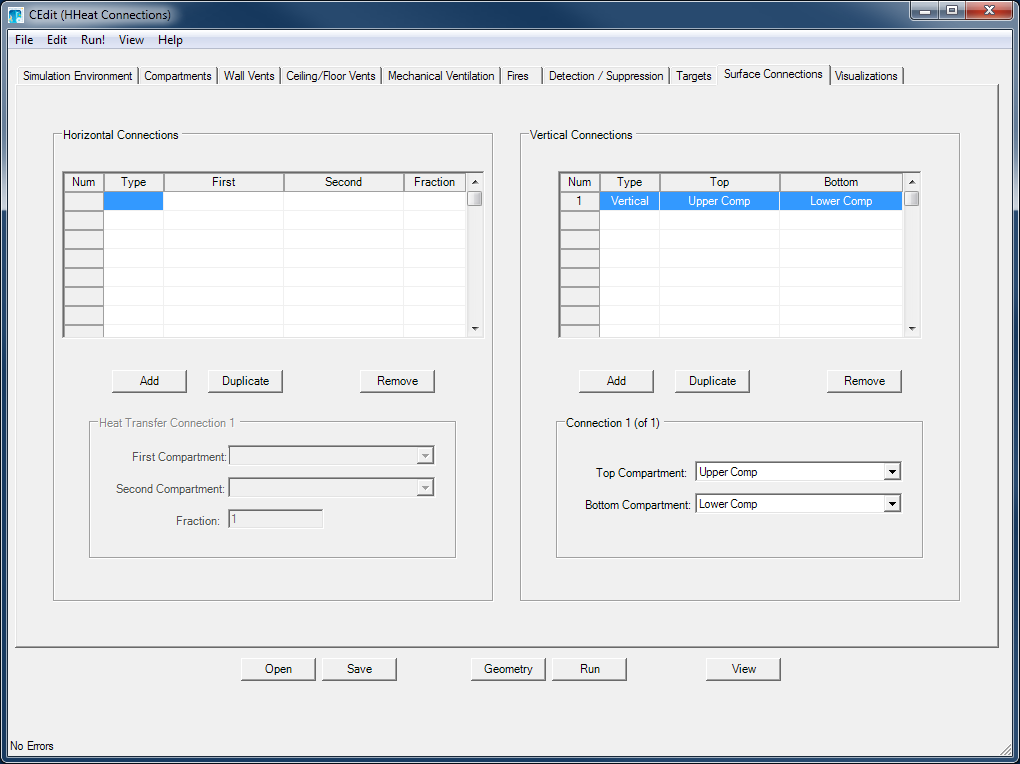 CEdit (HHeat Connections)
File Edit Run! View Help
Simulation Environment Compartments Wall Vents Ceiling/Floor Vents Mechanical Ventilation Fires Detection / Suppression Targets Surface Connections Visualizations
Horizontal Connections
Num Type First Second Fraction
Add Duplicate Remove
Heat Transfer Connection 1
First Compartment:
Second Compartment:
Fraction: 1
Vertical Connections
Num Type Top Bottom
1 Vertical Upper Comp Lower Comp
Add Duplicate Remove
Connection 1 (of 1)
Top Compartment: Upper Comp
Bottom Compartment: Lower Comp
Open Save Geometry Run View
No Errors